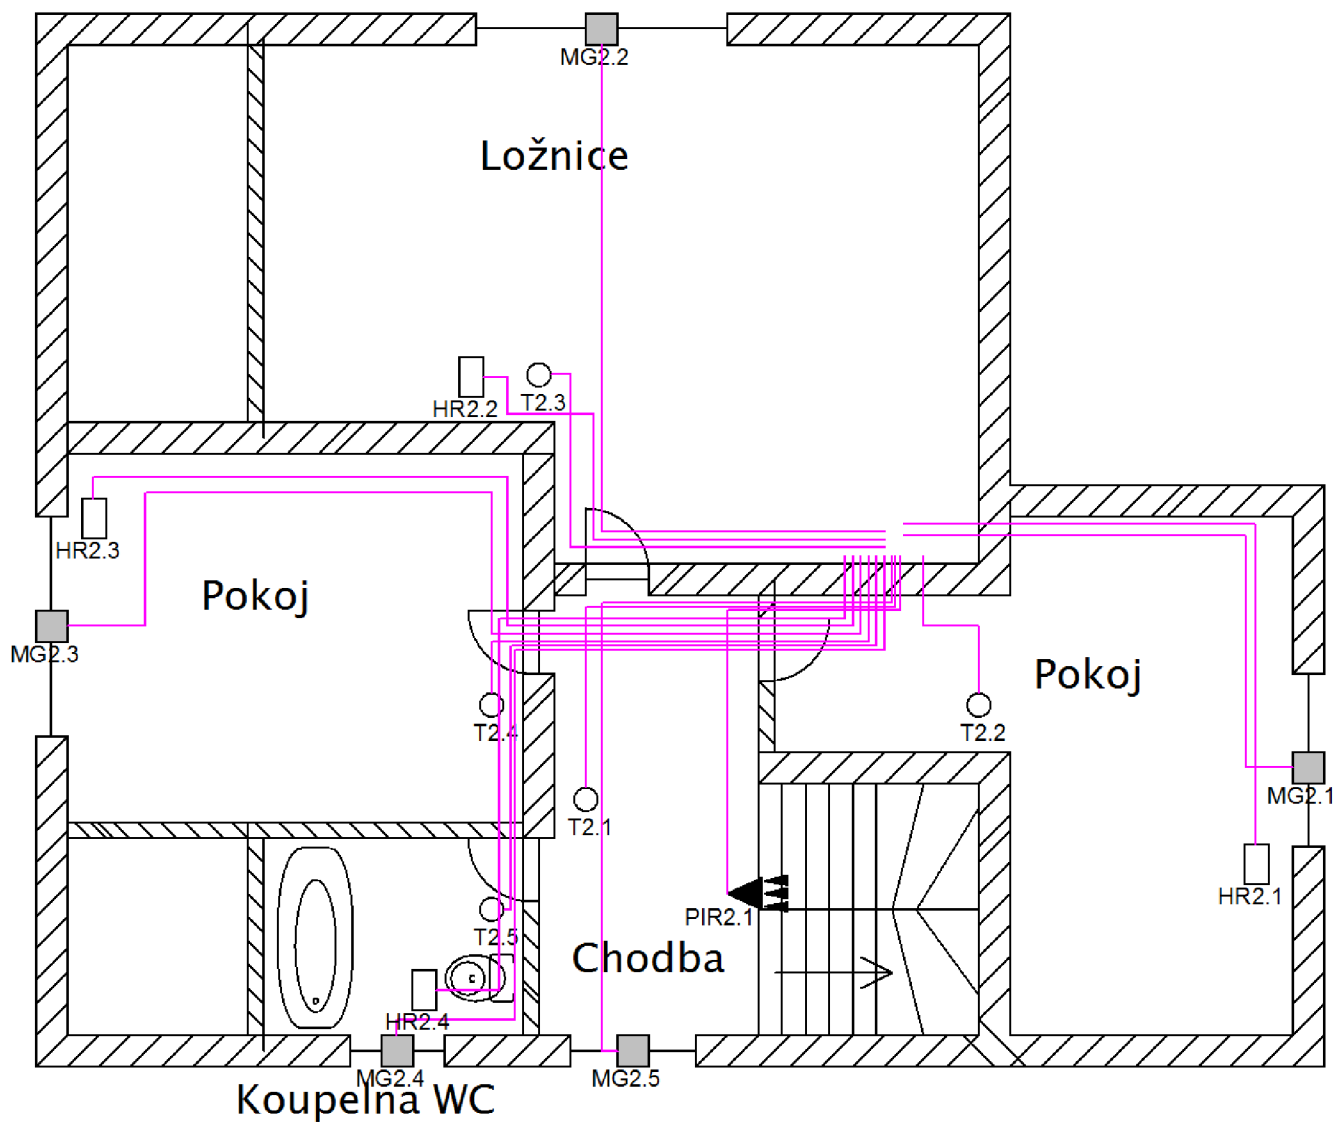 MG2.2
Ložnice
HR2.2
T2.3
HR2.3
Pokoj
MG2.3
Pokoj
T2.4
T2.2
MG2.1
T2.1
HR2.1
PIR2.1
T2.5
Chodba
HR2.4
MG2.4
MG2.5
Koupelna WC